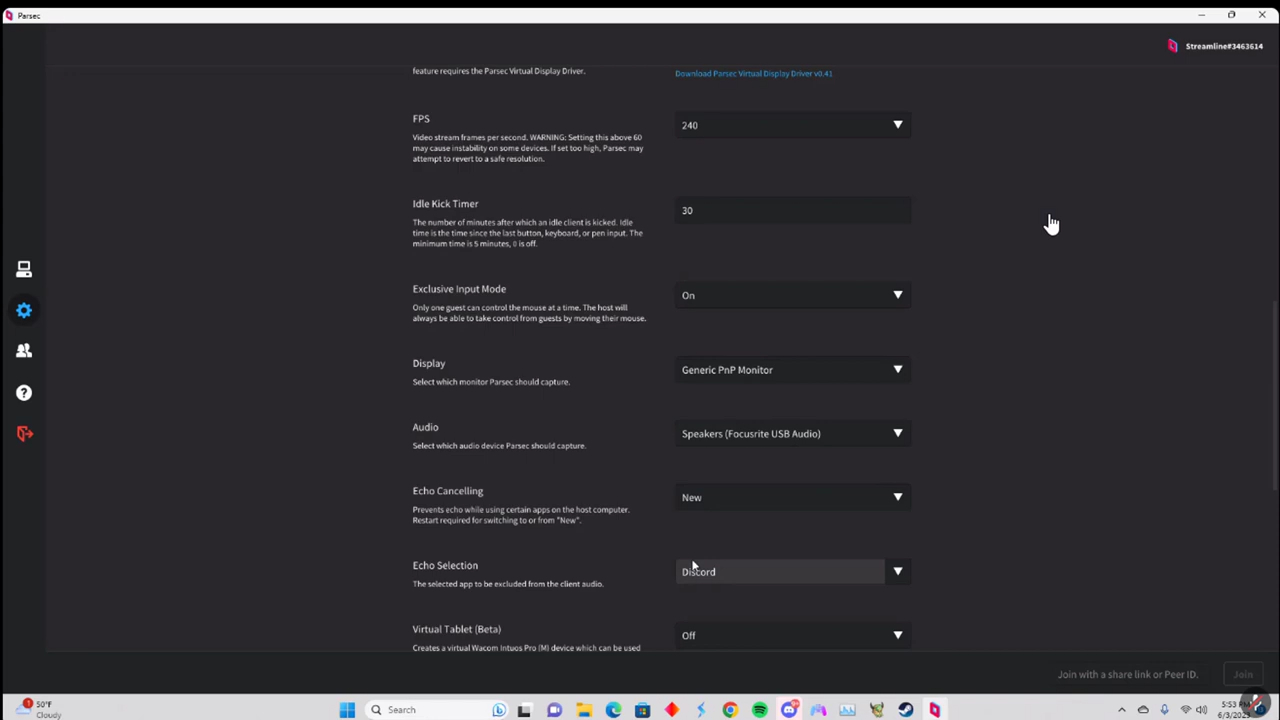 Parsec
Streamline#3463614
feature requires the Parsec Virtual Display Driver.
Download Parsec Virtual Display Driver v0.41
FPS
240
Video stream frames per second. WARNING: Setting this above 60
may cause instability on some devices. If set too high, Parsec may
attempt to revert to a safe resolution.
Idle Kick Timer
30
The number of minutes after which an idle client is kicked. Idle
time is the time since the last button, keyboard, or pen input. The
minimum time is 5 minutes, 0 is off.
Exclusive Input Mode
On
Only one guest can control the mouse at a time. The host will
always be able to take control from guests by moving their mouse.
Display
Generic PnP Monitor
Select which monitor Parsec should capture.
Audio
Speakers (Focusrite USB Audio)
Select which audio device Parsec should capture.
Echo Cancelling
New
Prevents echo while using certain apps on the host computer.
Restart required for switching to or from "New".
Echo Selection
Discord
The selected app to be excluded from the client audio.
Virtual Tablet (Beta)
Off
Creates a virtual Wacom Intuos Pro (M) device which can be used
Join with a share link or Peer ID.
Join
1
50°F
Cloudy
Search
5:53 PM